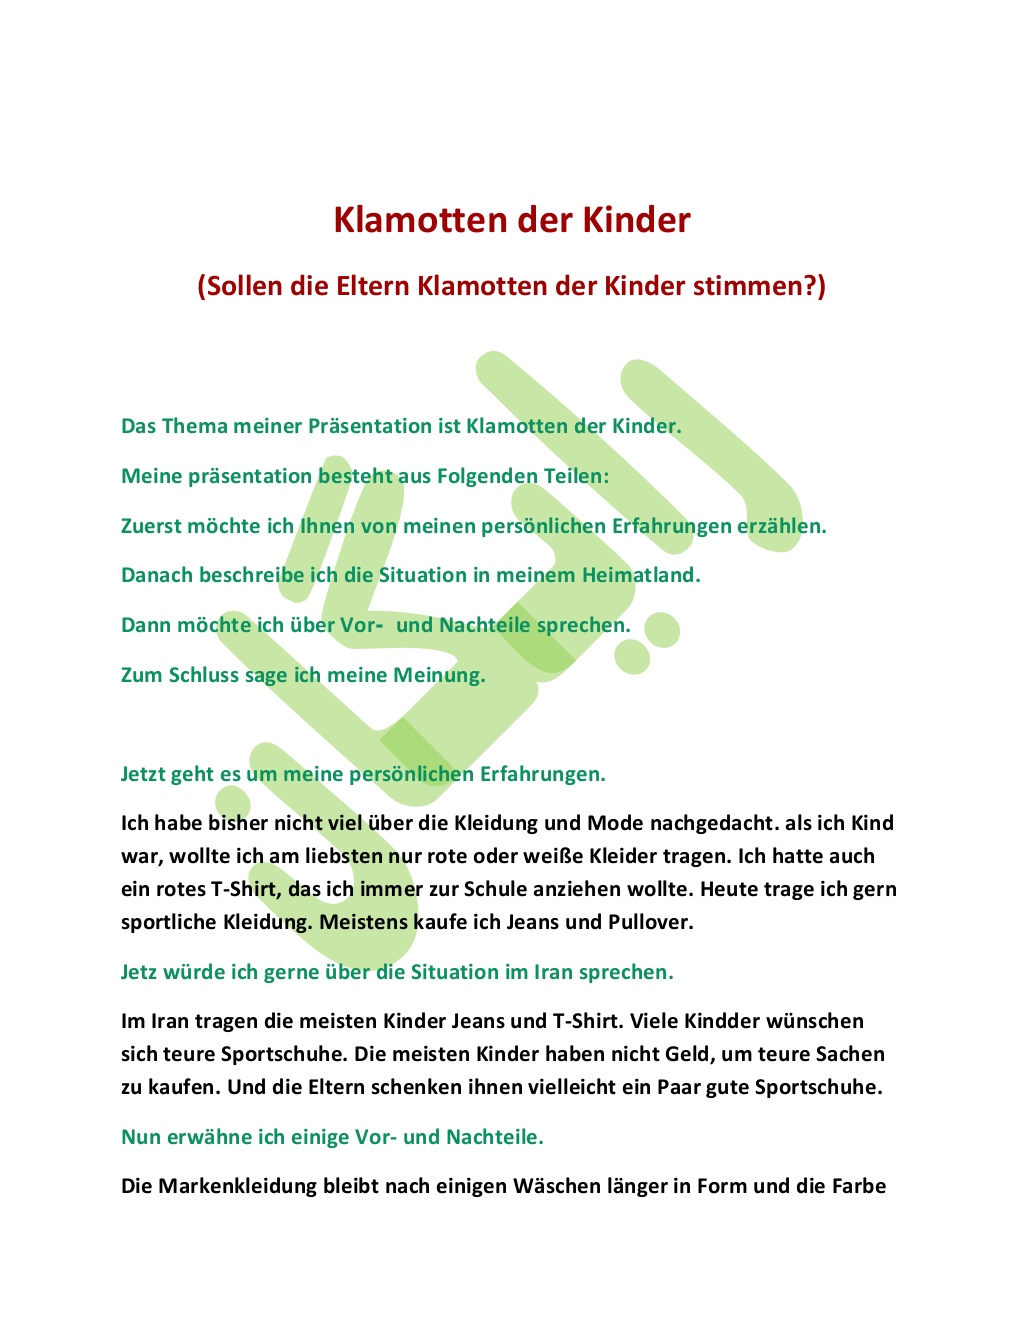 Klamotten der Kinder
(Sollen die Eltern Klamotten der Kinder stimmen?)
Das Thema meiner Präsentation ist Klamotten der Kinder.
Meine präsentation besteht aus Folgenden Teilen:
Zuerst möchte ich Ihnen von meinen persönlichen Erfahrungen erzählen.
Danach beschreibe ich die Situation in meinem Heimatland.
Dann möchte ich über Vor-  und Nachteile sprechen.
Zum Schluss sage ich meine Meinung.
Jetzt geht es um meine persönlichen Erfahrungen.
Ich habe bisher nicht viel über die Kleidung und Mode nachgedacht. als ich Kind
war, wollte ich am liebsten nur rote oder weiße Kleider tragen. Ich hatte auch
ein rotes T-Shirt, das ich immer zur Schule anziehen wollte. Heute trage ich gern
sportliche Kleidung. Meistens kaufe ich Jeans und Pullover.
Jetz würde ich gerne über die Situation im Iran sprechen.
Im Iran tragen die meisten Kinder Jeans und T-Shirt. Viele Kindder wünschen
sich teure Sportschuhe. Die meisten Kinder haben nicht Geld, um teure Sachen
zu kaufen. Und die Eltern schenken ihnen vielleicht ein Paar gute Sportschuhe.
Nun erwähne ich einige Vor- und Nachteile.
Die Markenkleidung bleibt nach einigen Wäschen länger in Form und die Farbe
رایگان